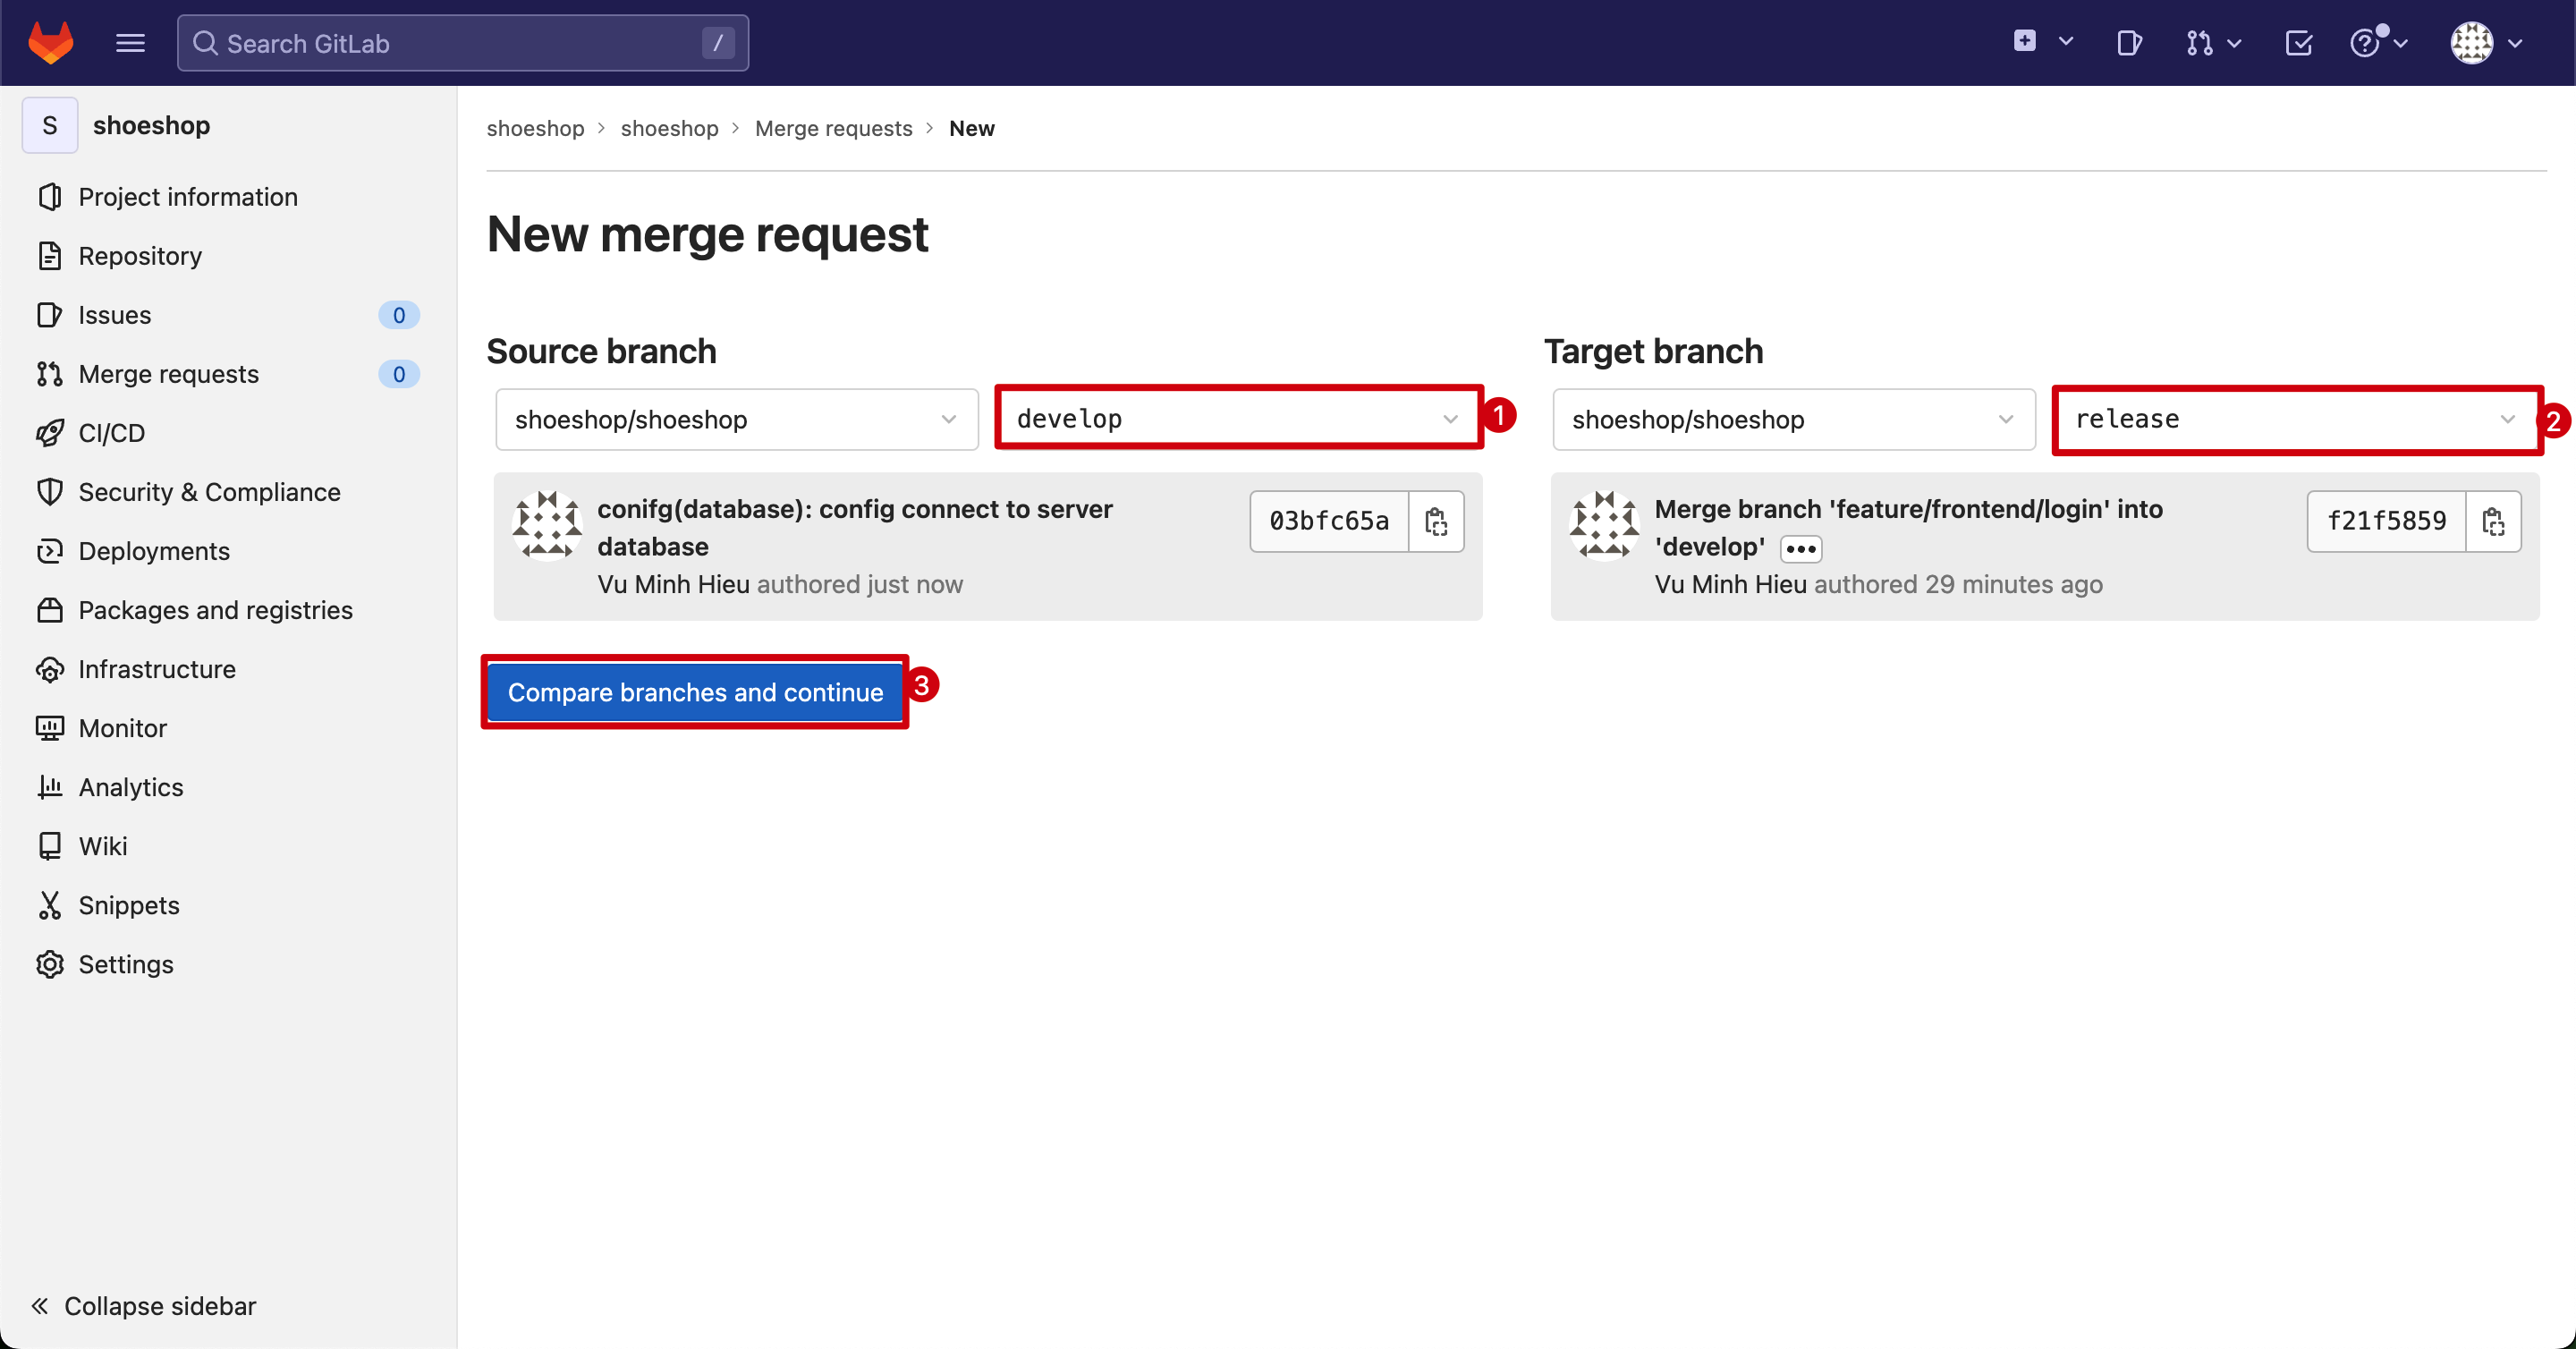 Search GitLab /
S shoeshop
Project information
Repository
Issues 0
Merge requests 0
CI/CD
Security & Compliance
Deployments
Packages and registries
Infrastructure
Monitor
Analytics
Wiki
Snippets
Settings
Collapse sidebar
shoeshop > shoeshop > Merge requests > New
New merge request
Source branch
shoeshop/shoeshop
develop
1
conifg(database): config connect to server
database
Vu Minh Hieu authored just now
03bfc65a
Target branch
shoeshop/shoeshop
release
2
Merge branch 'feature/frontend/login' into
'develop' •••
Vu Minh Hieu authored 29 minutes ago
f21f5859
Compare branches and continue
3